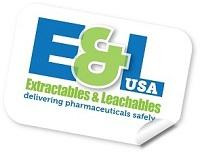 E&L
USA
Extractables & Leachables
delivering pharmaceuticals safely